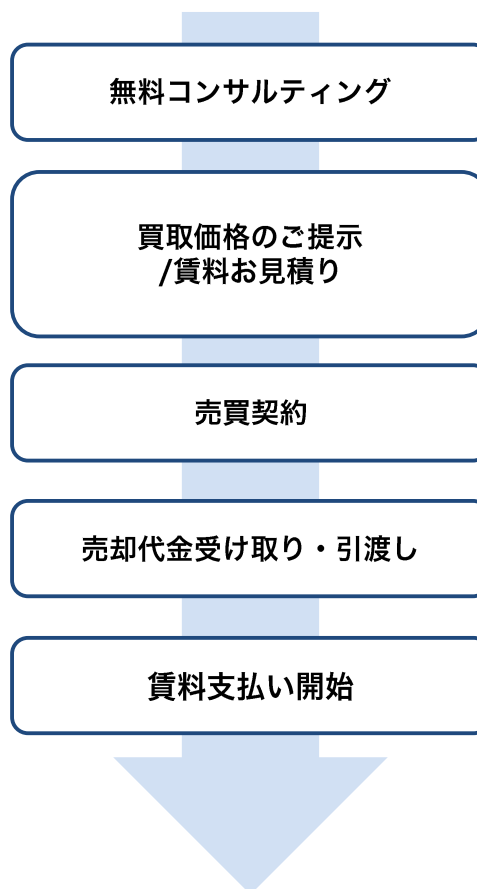 無料コンサルティング
買取価格のご提示
/賃料お見積り
売買契約
売却代金受け取り・引渡し
賃料支払い開始